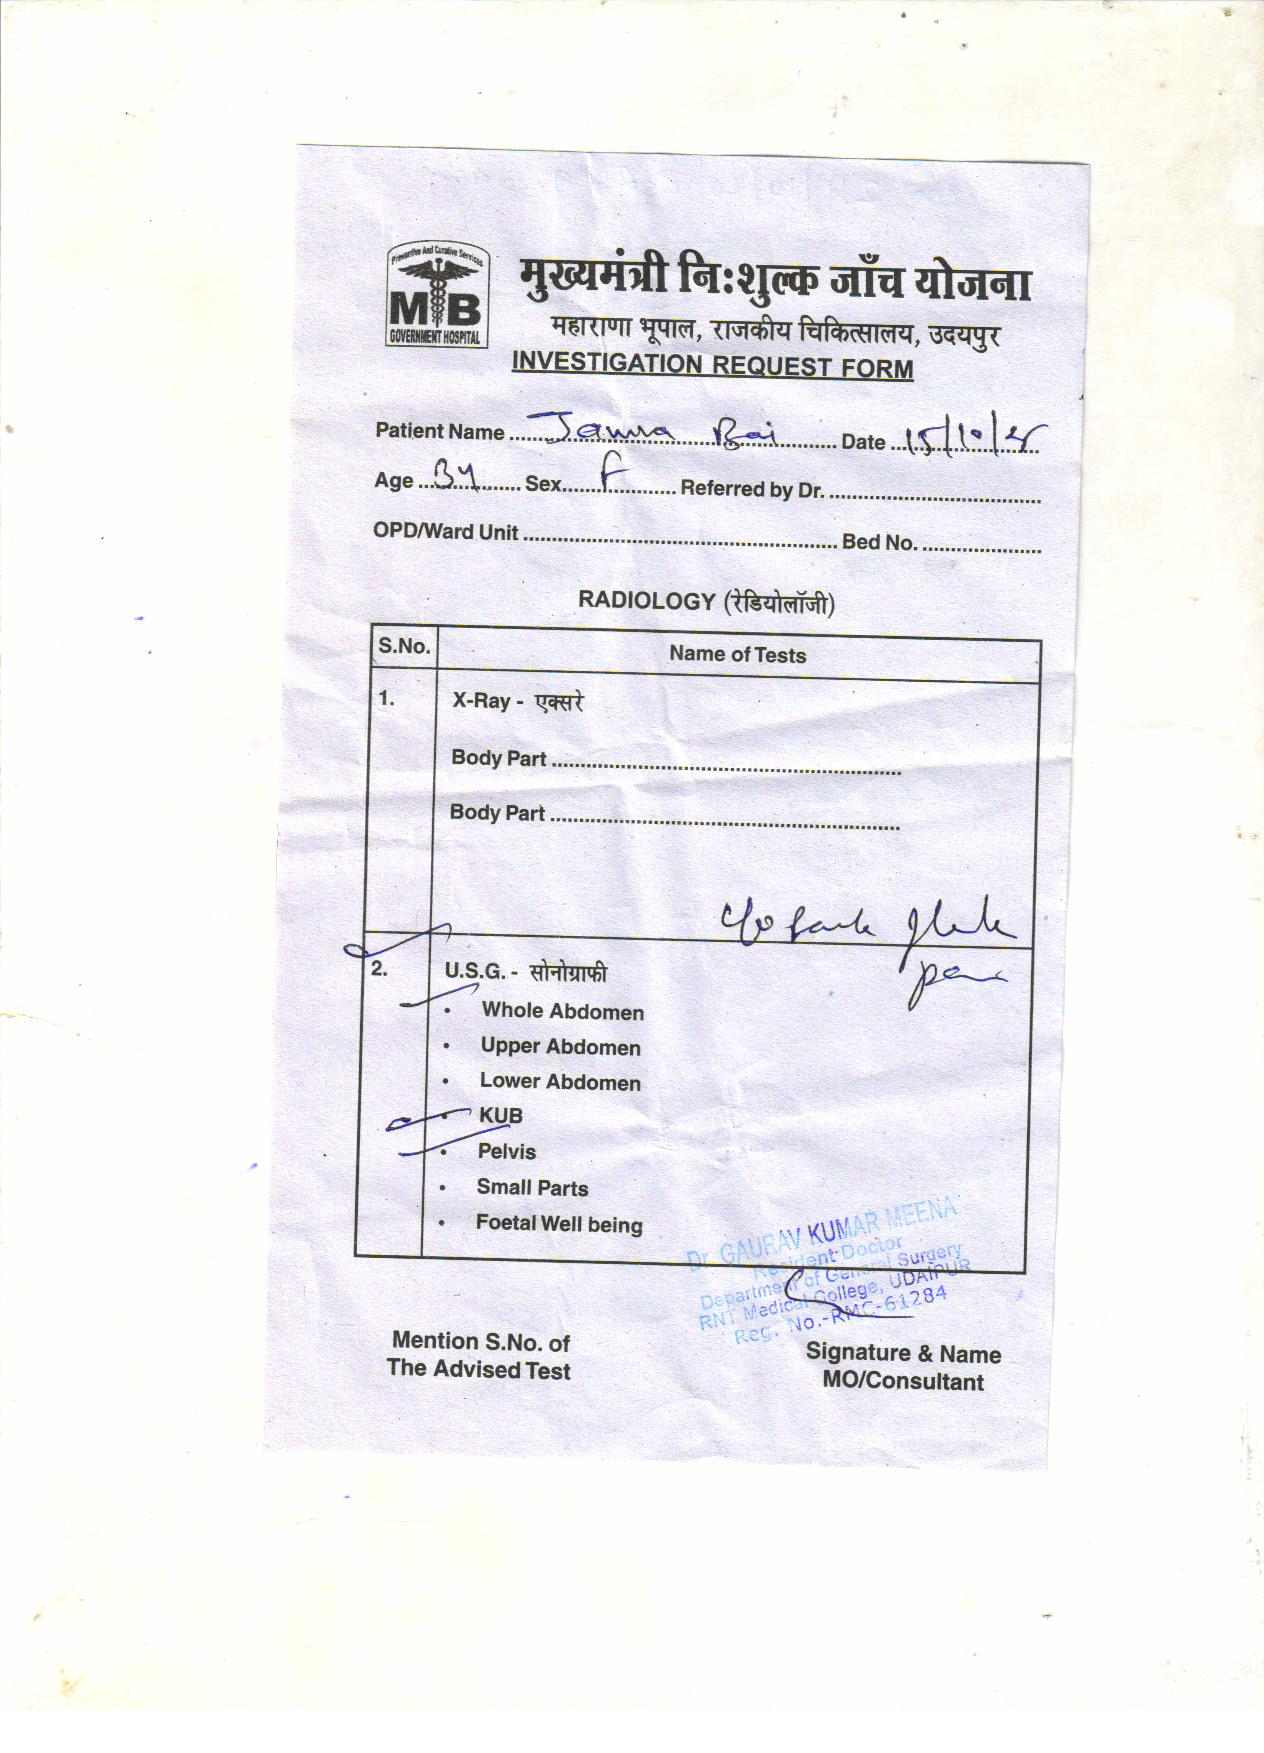 Preventive And Curative Services
MB
GOVERNMENT HOSPITAL
मुख्यमंत्री नि:शुल्क जाँच योजना
महाराणा भूपाल, राजकीय चिकित्सालय, उदयपुर
INVESTIGATION REQUEST FORM
Patient Name ........ Bai ........ Date ... 15/10/
Age ... 34 ... Sex ... F ... Referred by Dr. ........
OPD/Ward Unit ........ Bed No. ........
RADIOLOGY (रेडियोलॉजी)
S.No. Name of Tests
1. X-Ray - एक्सरे
Body Part ........
Body Part ........
c/o
2. U.S.G. - सोनोग्राफी
pain
• Whole Abdomen
• Upper Abdomen
• Lower Abdomen
• KUB
• Pelvis
• Small Parts
• Foetal Well being
Dr GAURAV KUMAR MEENA
Resident Doctor
Department of General Surgery
RNT Medical College, UDAIPUR
Reg. No.-RMC-61284
Mention S.No. of
The Advised Test
Signature & Name
MO/Consultant